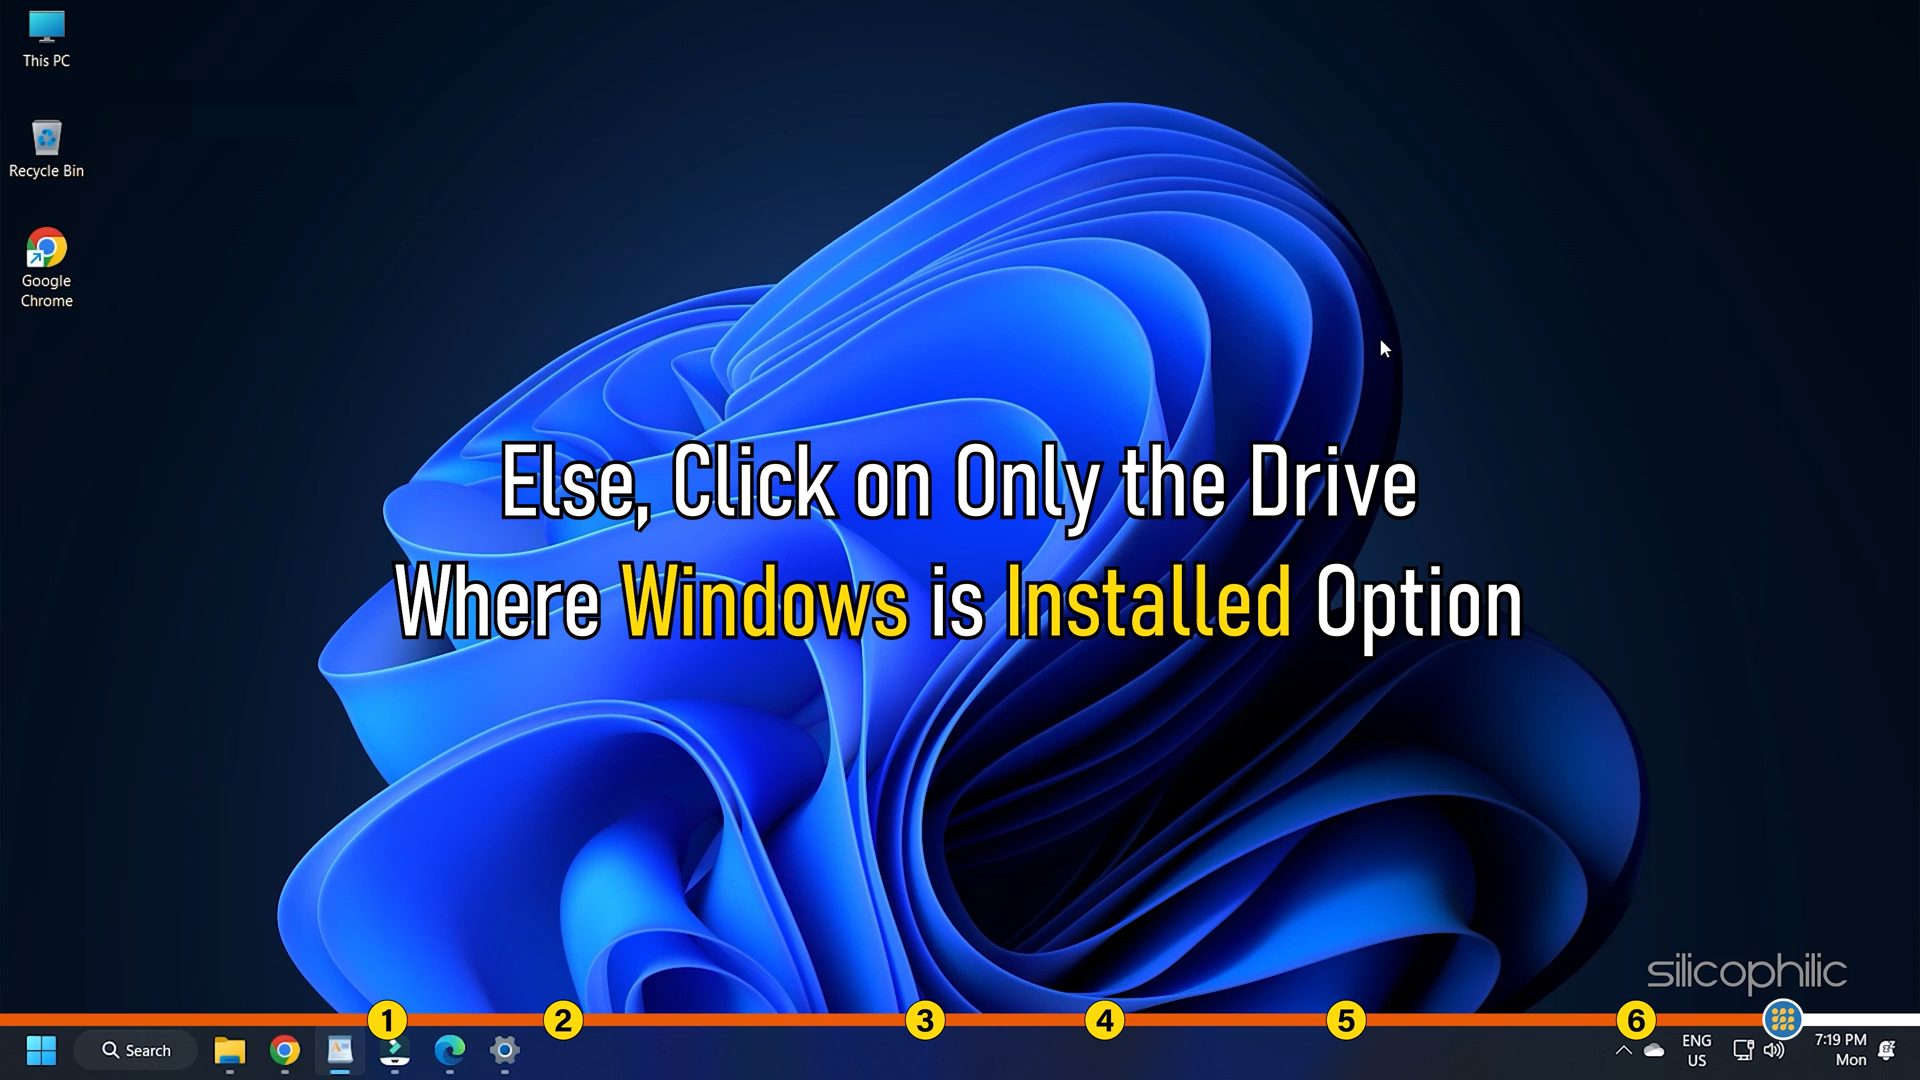 This PC
Recycle Bin
Google
Chrome
Else, Click on Only the Drive
Where Windows is Installed Option
silicophilic
1 2 3 4 5 6
Search
ENG
US
7:19 PM
Mon